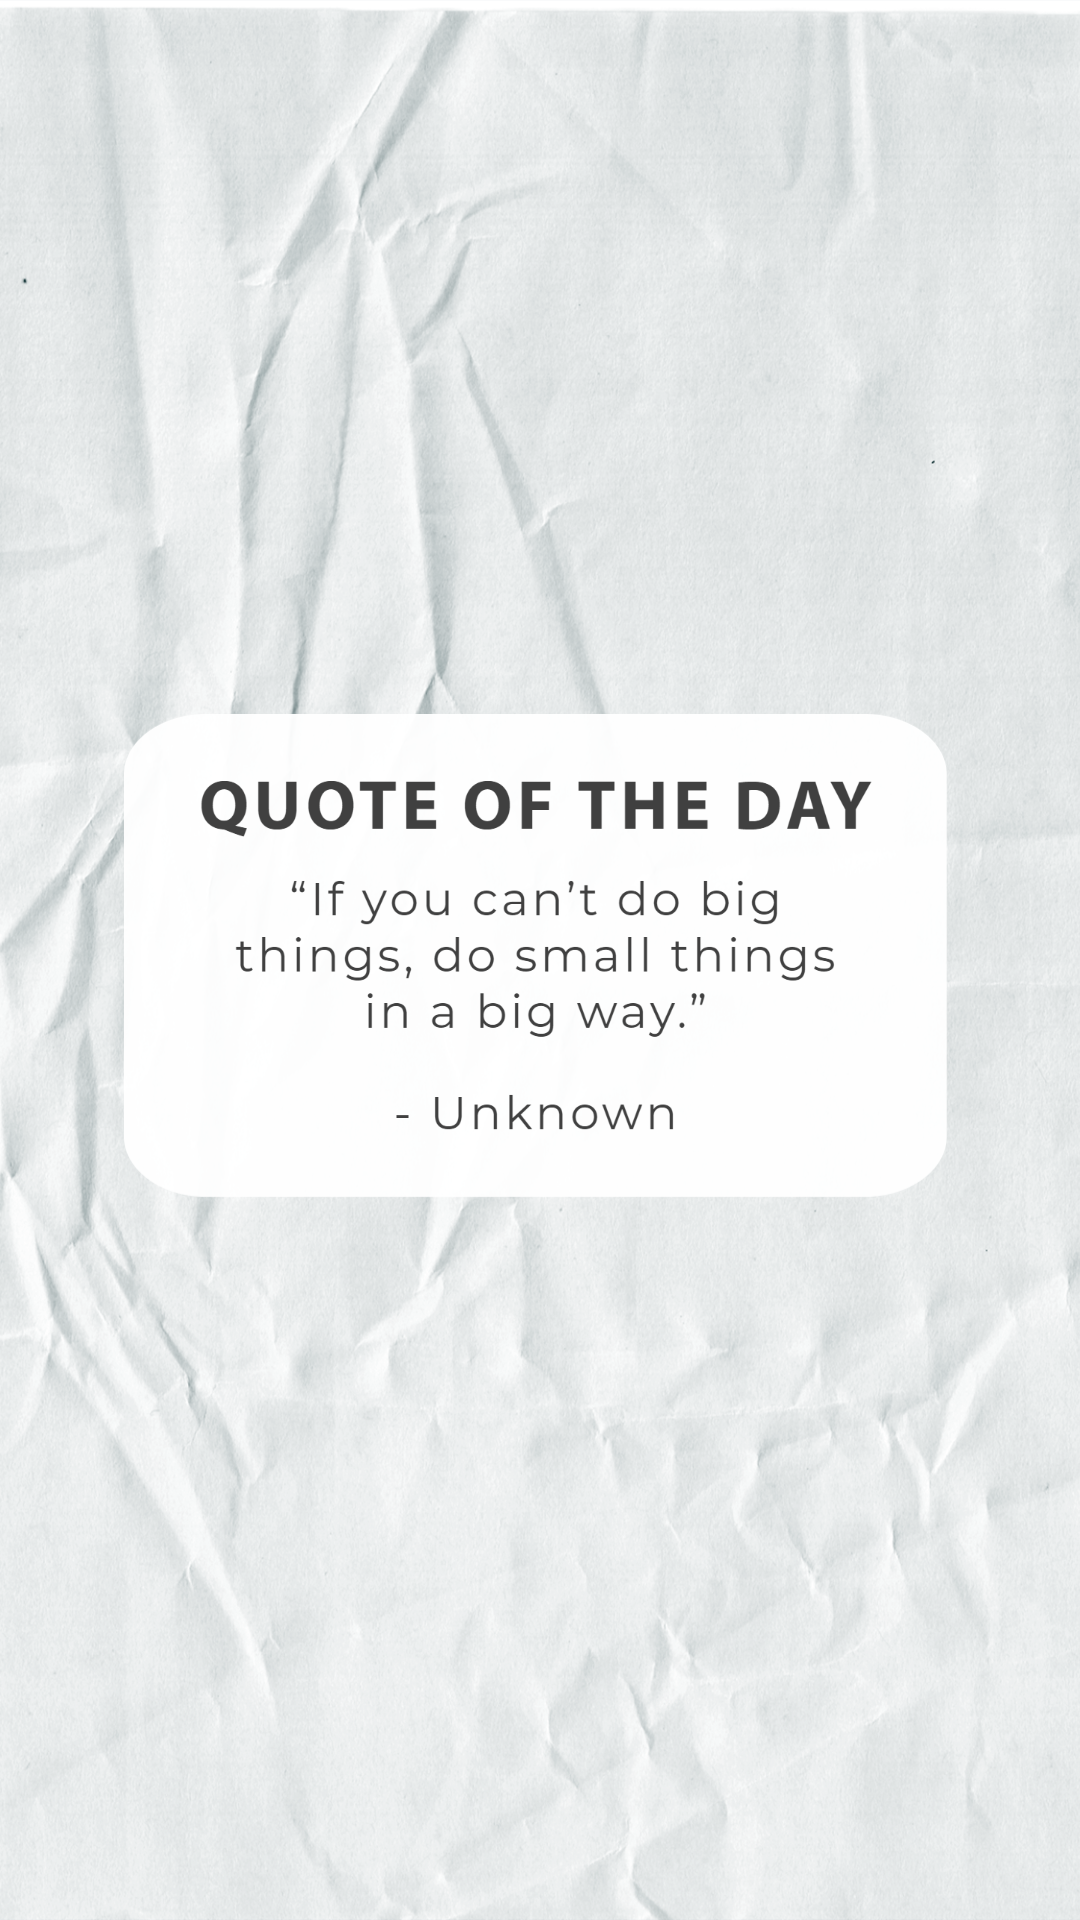 QUOTE OF THE DAY
“If you can’t do big
things, do small things
in a big way.”
- Unknown